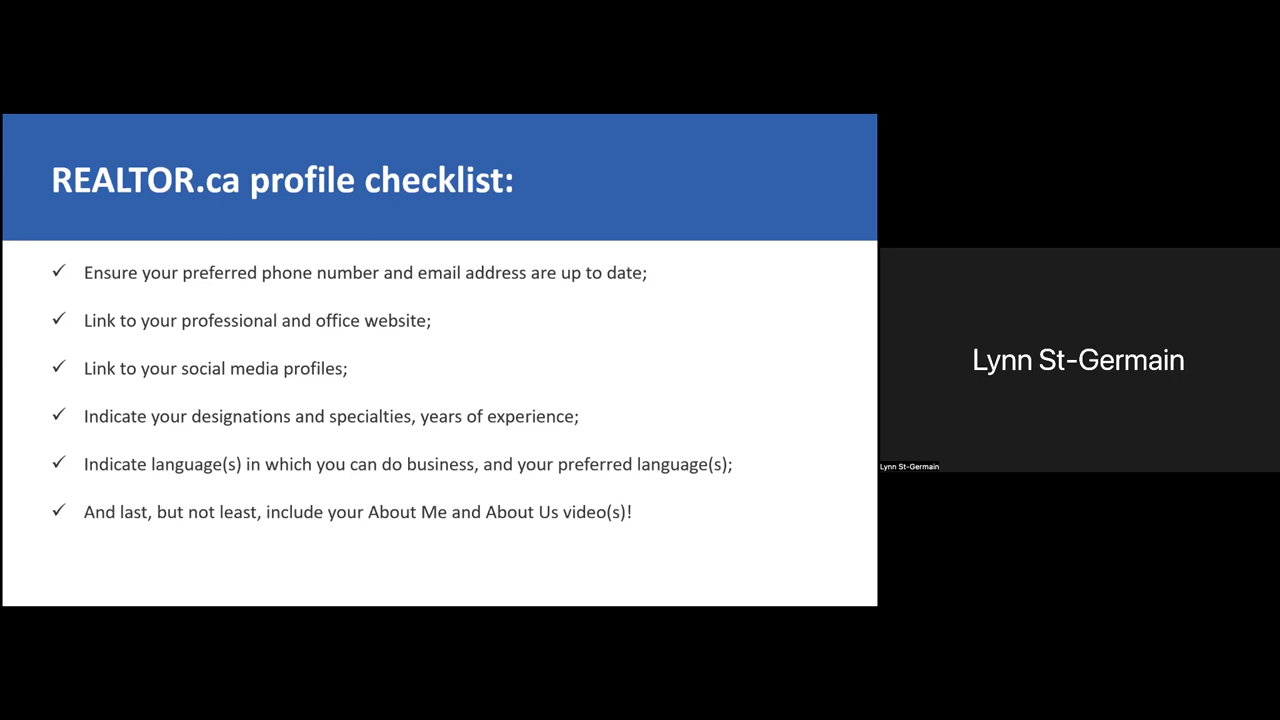 REALTOR.ca profile checklist:
✓ Ensure your preferred phone number and email address are up to date;
✓ Link to your professional and office website;
✓ Link to your social media profiles;
✓ Indicate your designations and specialties, years of experience;
✓ Indicate language(s) in which you can do business, and your preferred language(s);
✓ And last, but not least, include your About Me and About Us video(s)!
Lynn St-Germain
Lynn St-Germain